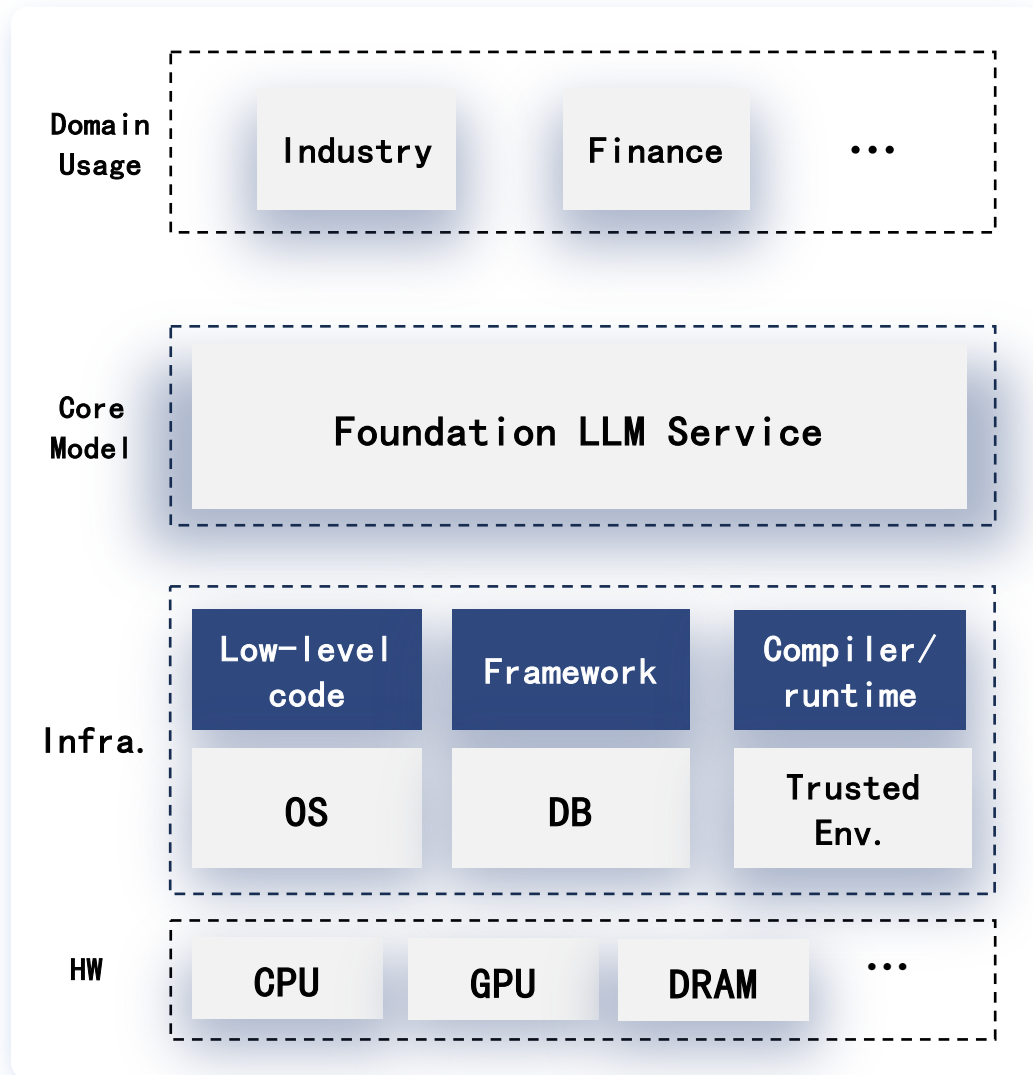 Domain
Usage
Industry
Finance
...
Core
Model
Foundation LLM Service
Infra.
Low-level
code
Framework
Compiler/
runtime
OS
DB
Trusted
Env.
HW
CPU
GPU
DRAM
...